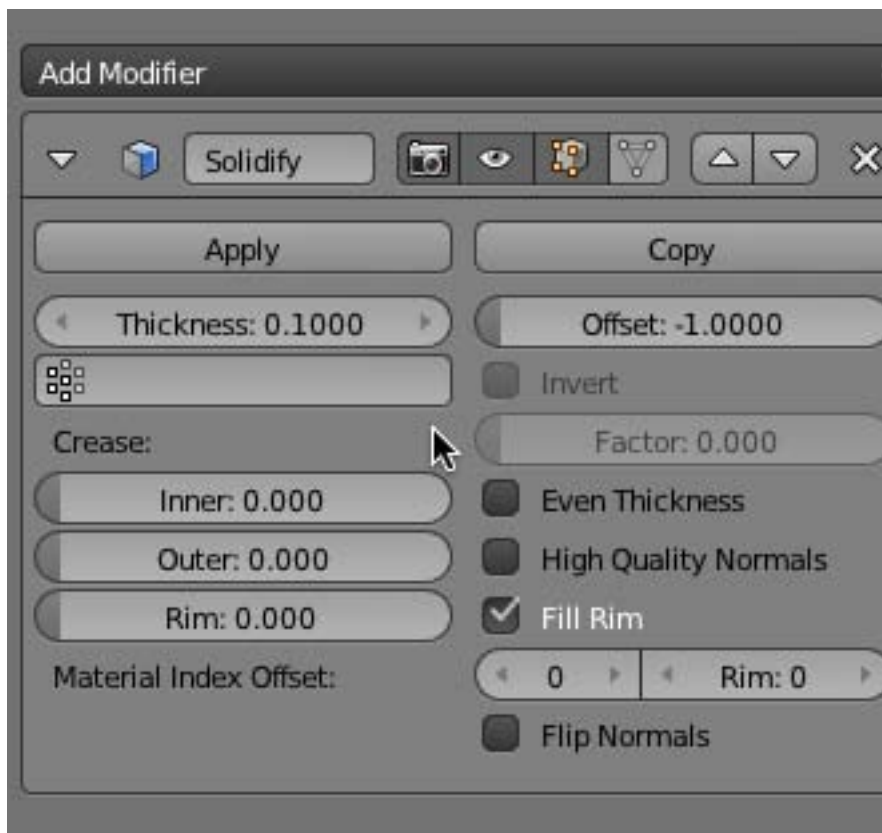 Add Modifier
Solidify
Apply
Copy
Thickness: 0.1000
Offset: -1.0000
Invert
Crease:
Factor: 0.000
Inner: 0.000
Even Thickness
Outer: 0.000
High Quality Normals
Rim: 0.000
Fill Rim
Material Index Offset:
0
Rim: 0
Flip Normals